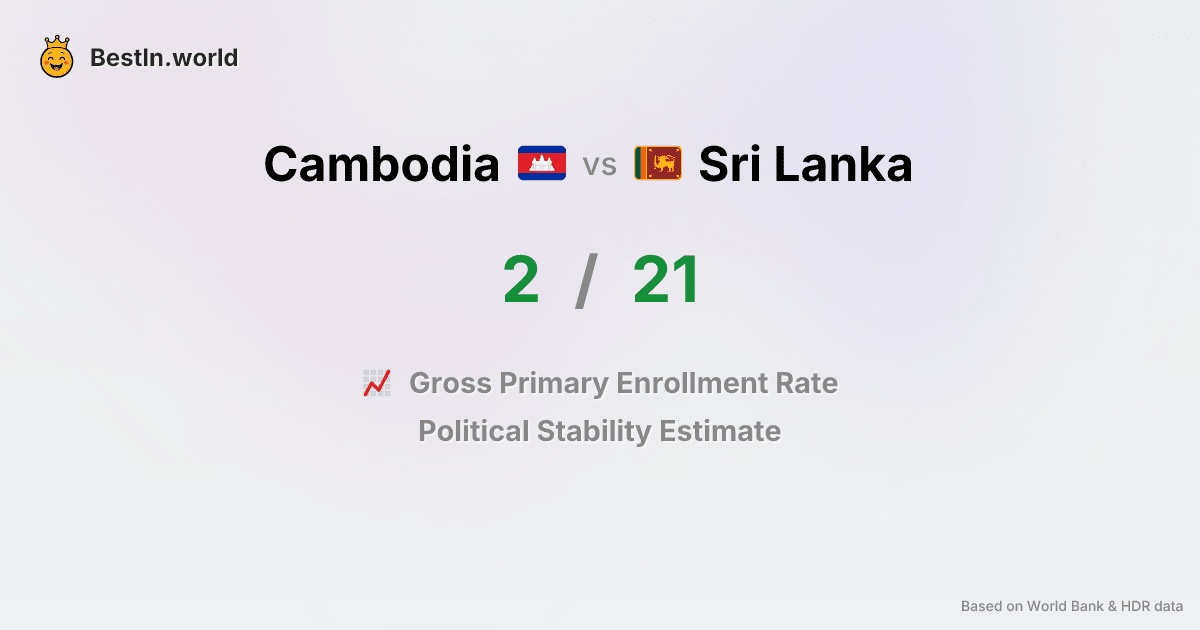 BestIn.world
Cambodia vs Sri Lanka
2 / 21
Gross Primary Enrollment Rate
Political Stability Estimate
Based on World Bank & HDR data